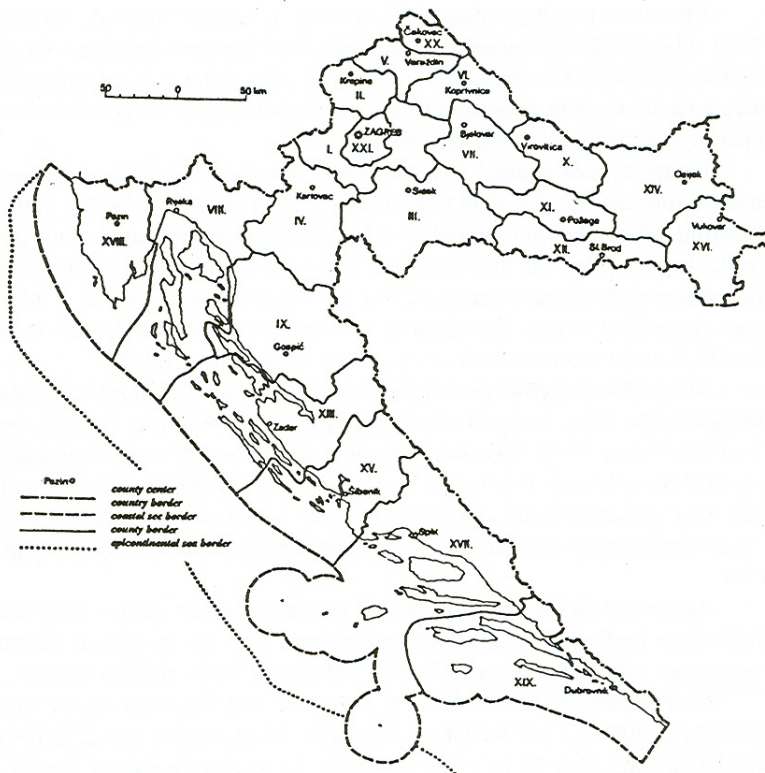 Čakovec
XX.
V.
Varaždin
Krapina
II.
VI.
Koprivnica
50 0 50 km
I.
ZAGREB
XXI.
Bjelovar
VII.
Virovitica
X.
Osijek
XIV.
Rijeka
VIII.
Karlovac
IV.
Sisak
III.
XI.
Požega
Vukovar
XVI.
XII.
Sl. Brod
Pazin
XVIII.
IX.
Gospić
XIII.
Zadar
XV.
Šibenik
Pazin
county center
country border
coastal sea border
county border
epicontinental sea border
Split
XVII.
XIX.
Dubrovnik